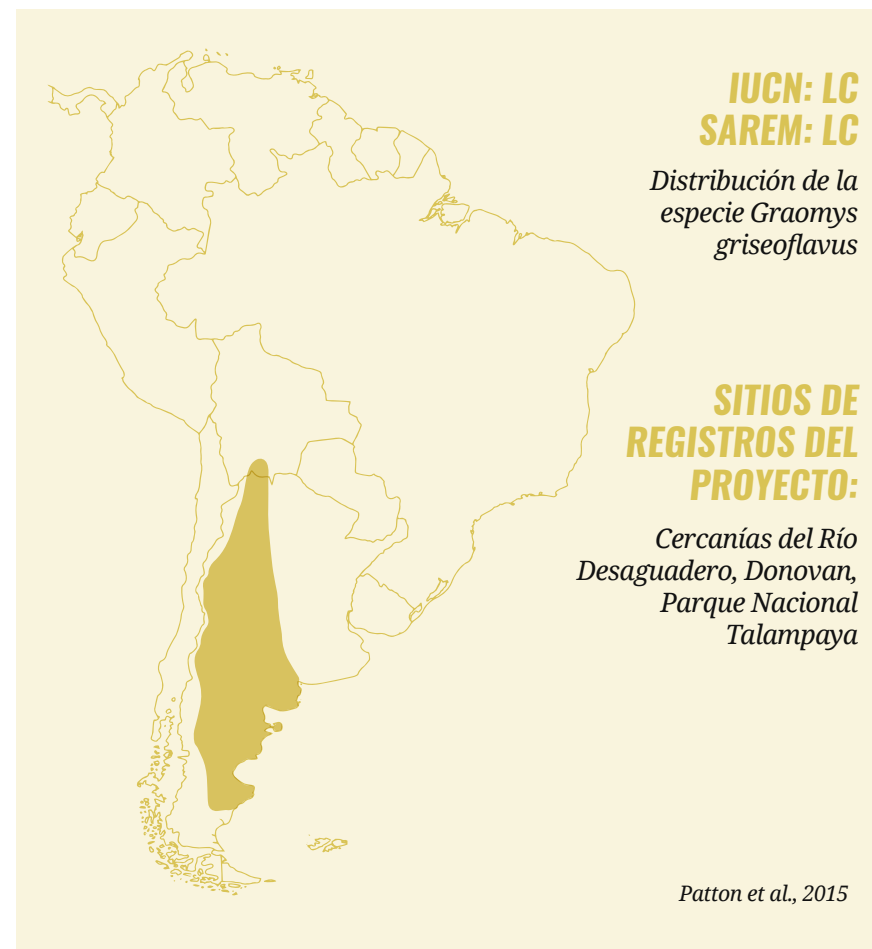 IUCN: LC
SAREM: LC
Distribución de la
especie Graomys
griseoflavus
SITIOS DE
REGISTROS DEL
PROYECTO:
Cercanías del Río
Desaguadero, Donovan,
Parque Nacional
Talampaya
Patton et al., 2015